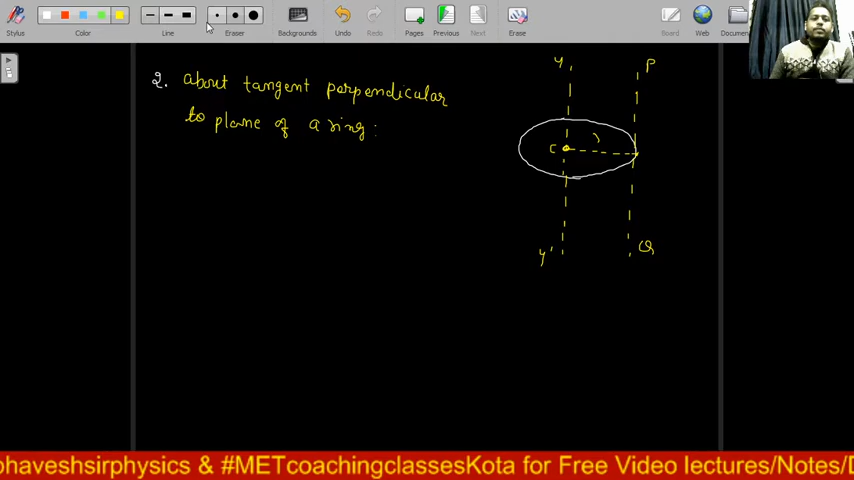 Stylus
Color
Line
Eraser
Backgrounds
Undo
Redo
Pages
Previous
Next
Erase
Board
Web
2. about tangent perpendicular
to plane of a ring:
y
P
C
r
y'
Q
ohaveshsirphysics & #METcoachingclassesKota for Free Video lectures/Notes/D